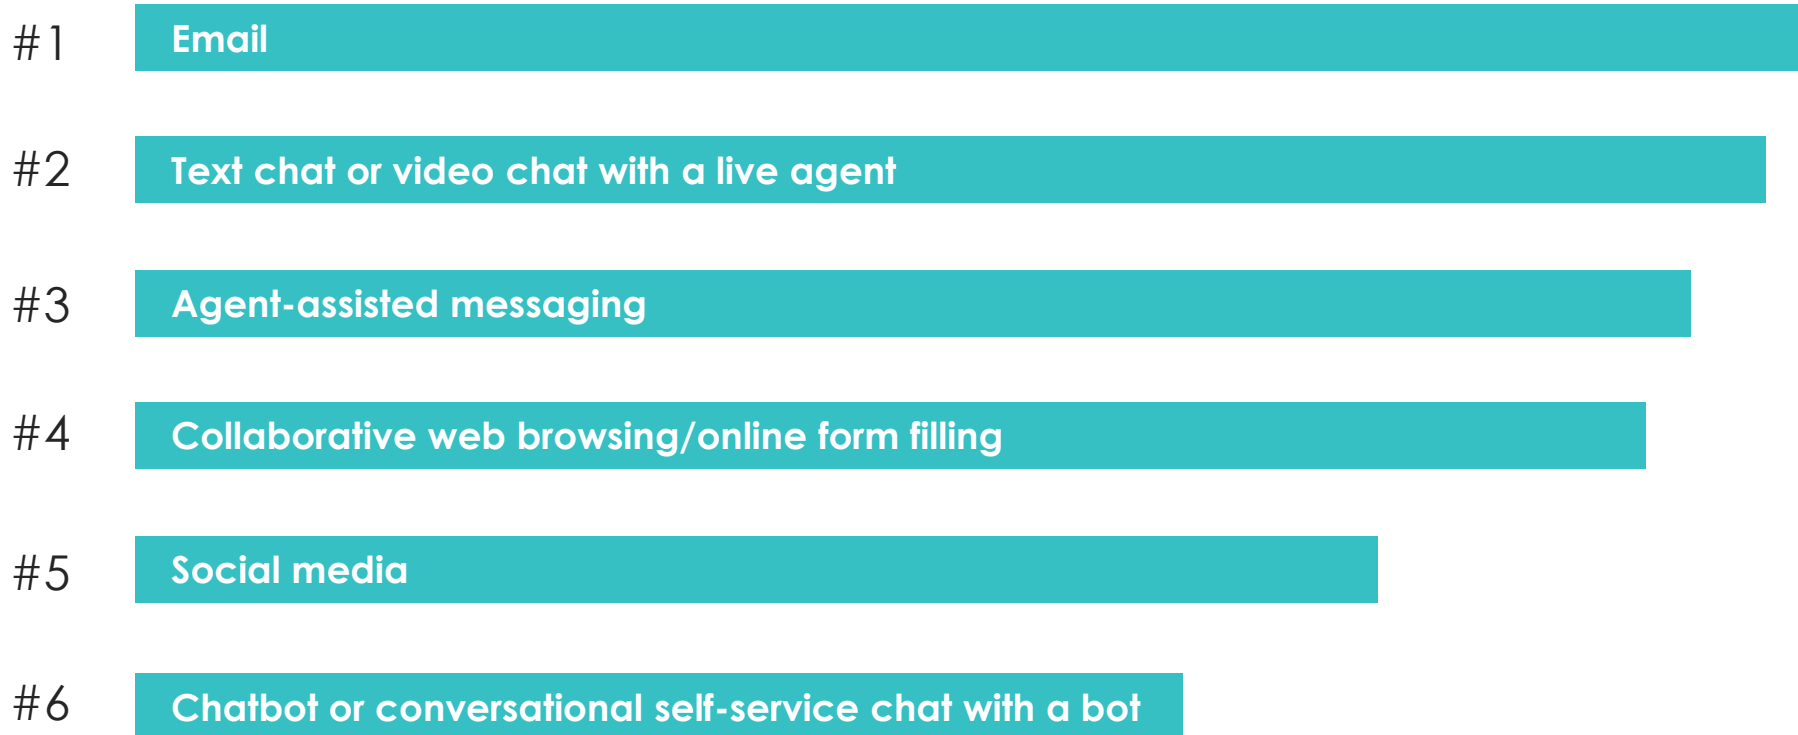 #1 Email
#2 Text chat or video chat with a live agent
#3 Agent-assisted messaging
#4 Collaborative web browsing/online form filling
#5 Social media
#6 Chatbot or conversational self-service chat with a bot